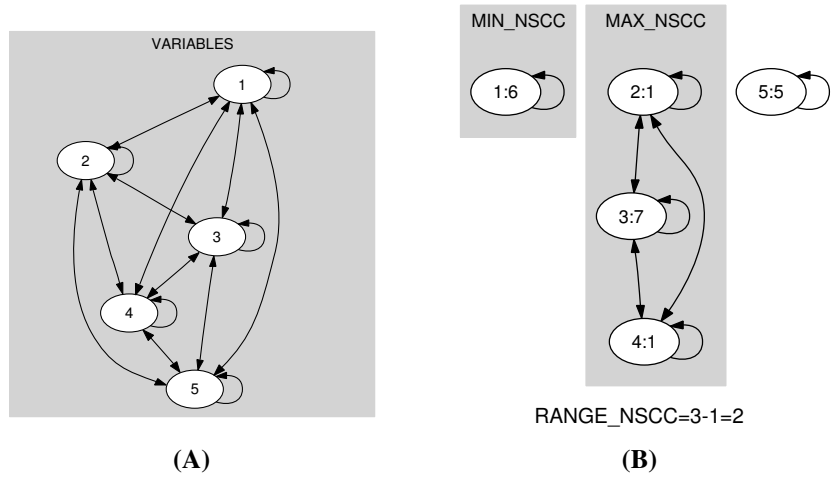 VARIABLES
1
2
3
4
5
(A)
MIN_NSCC
1:6
MAX_NSCC
2:1
3:7
4:1
5:5
RANGE_NSCC=3-1=2
(B)